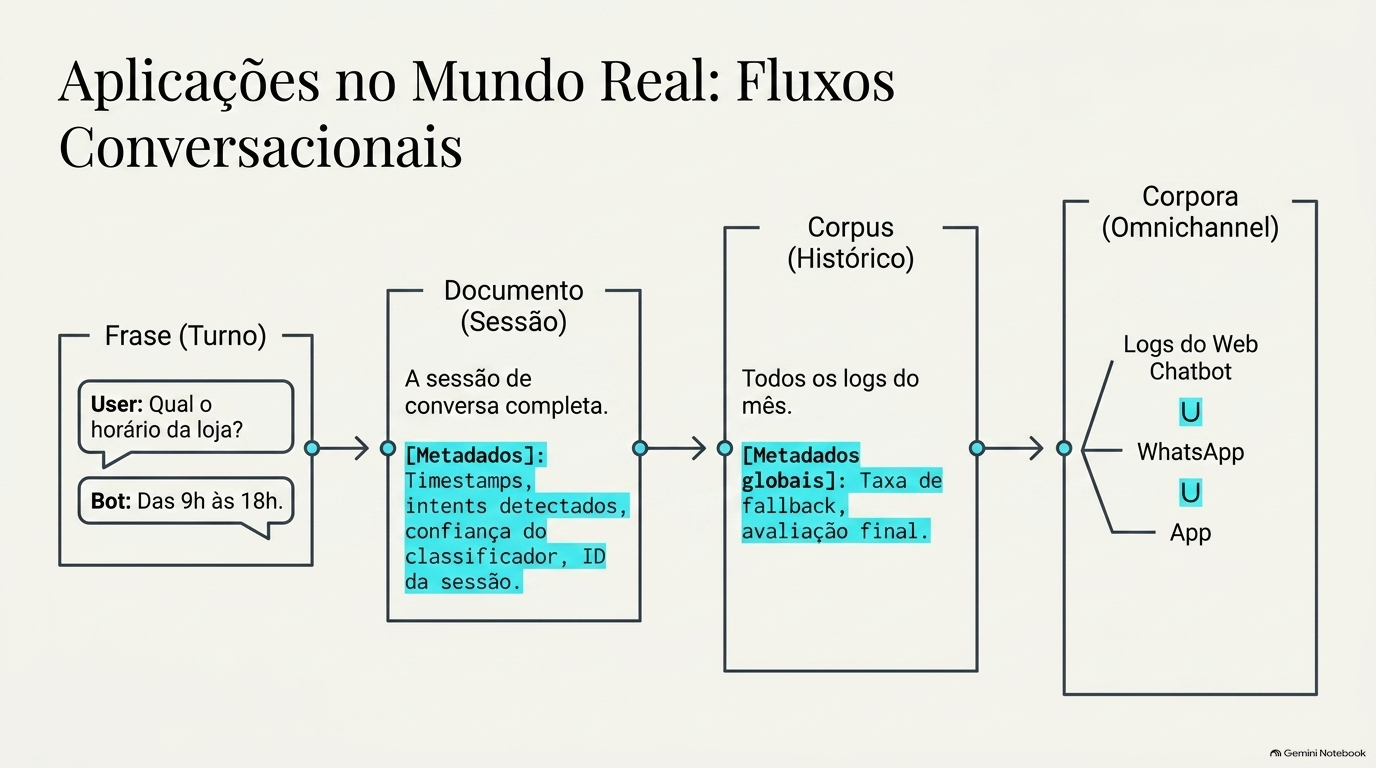 Aplicações no Mundo Real: Fluxos
Conversacionais
Frase (Turno)
User: Qual o
horário da loja?
Bot: Das 9h às 18h.
Documento
(Sessão)
A sessão de
conversa completa.
[Metadados]:
Timestamps,
intents detectados,
confiança do
classificador, ID
da sessão.
Corpus
(Histórico)
Todos os logs do
mês.
[Metadados
globais]: Taxa de
fallback,
avaliação final.
Corpora
(Omnichannel)
Logs do Web
Chatbot
∪
WhatsApp
∪
App
Gemini Notebook